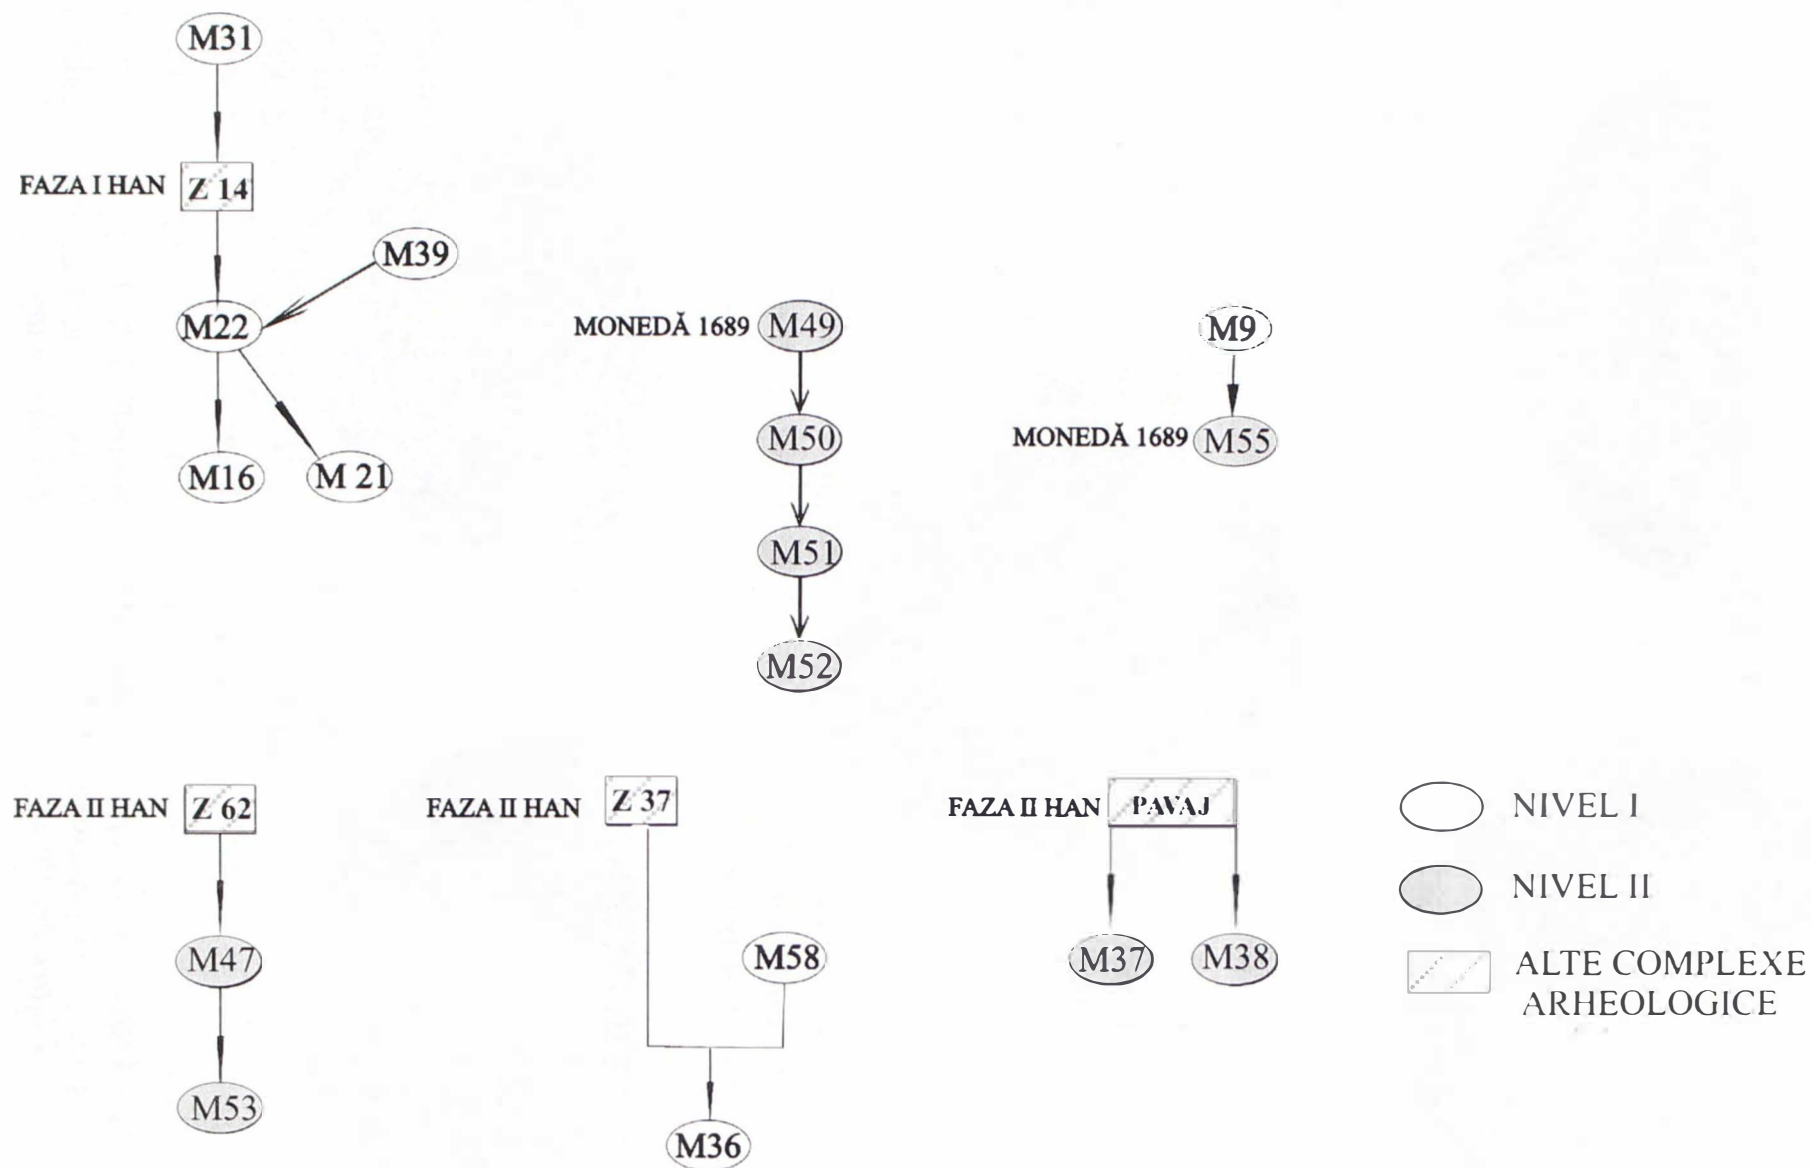 M31
FAZA I HAN Z 14
M39
M22
M16 M 21
MONEDĂ 1689 M49
M50
M51
M52
M9
MONEDĂ 1689 M55
FAZA II HAN Z 62
M47
M53
FAZA II HAN Z 37
M58
M36
FAZA II HAN PAVAJ
M37 M38
NIVEL I
NIVEL II
ALTE COMPLEXE
ARHEOLOGICE